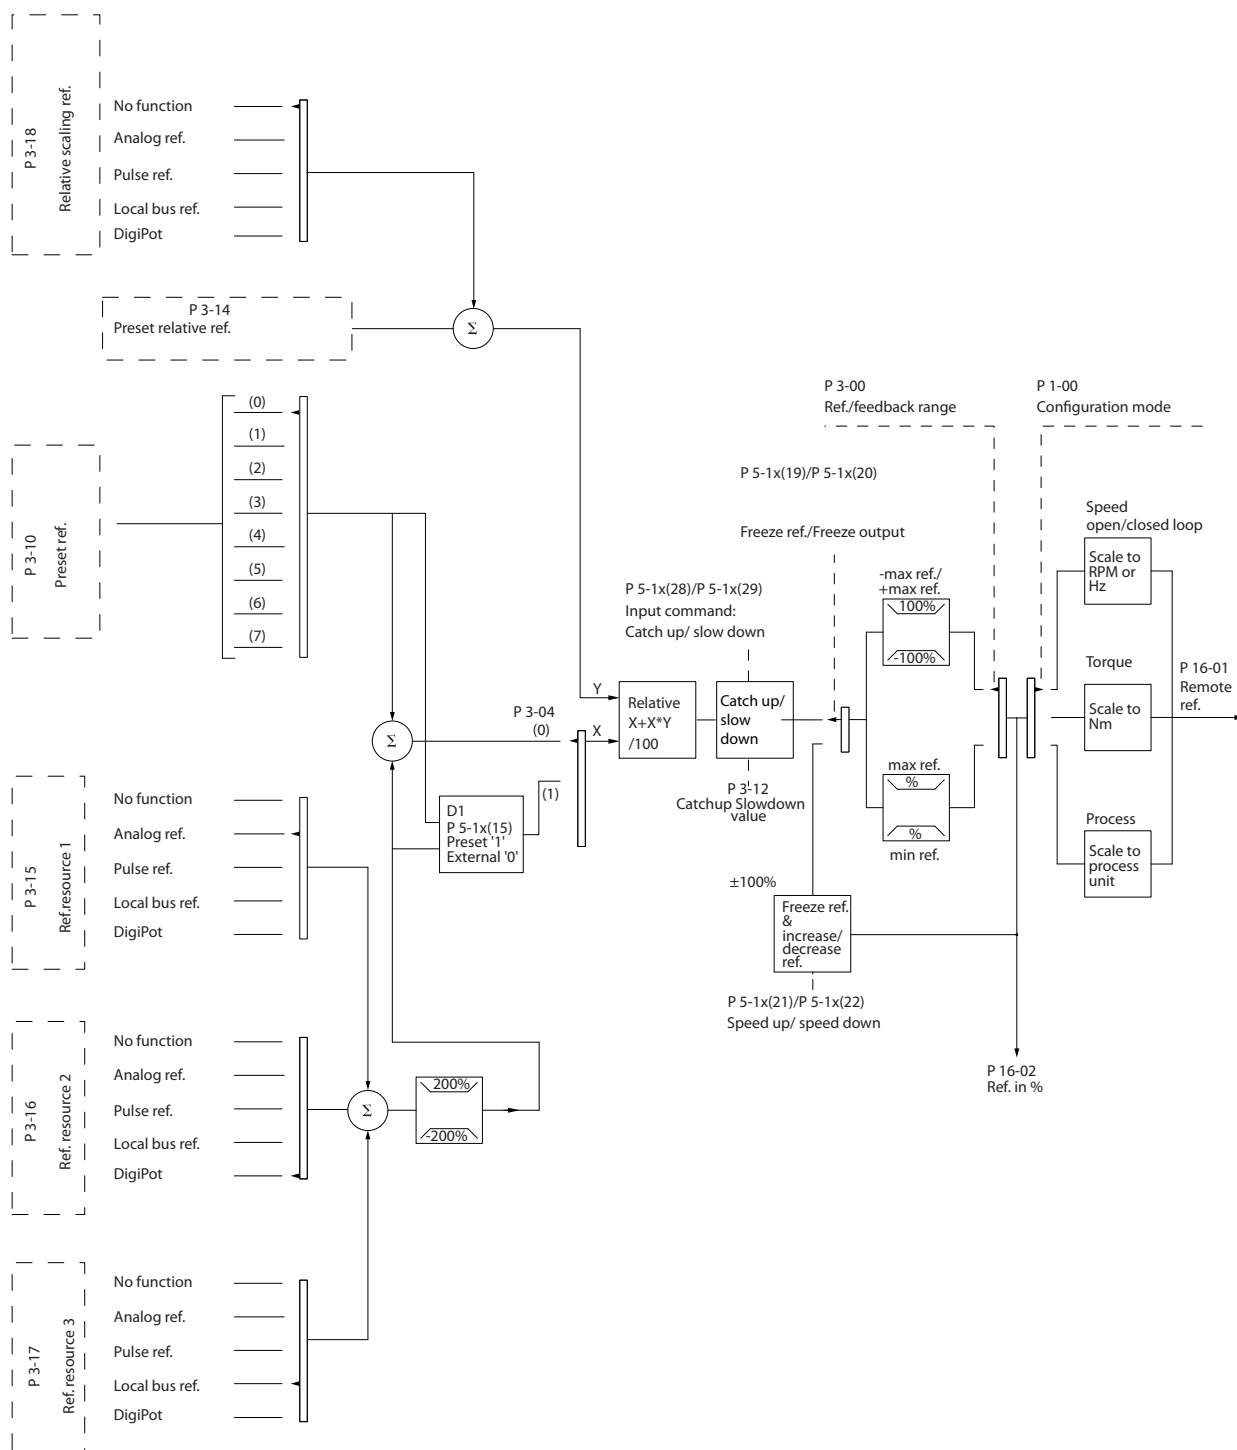 P 3-18
Relative scaling ref.
No function
Analog ref.
Pulse ref.
Local bus ref.
DigiPot
P 3-14
Preset relative ref.
Σ
P 3-10
Preset ref.
(0)
(1)
(2)
(3)
(4)
(5)
(6)
(7)
Σ
P 3-04
(0)
(1)
Y
X
D1
P 5-1x(15)
Preset '1'
External '0'
Relative
X+X*Y
/100
P 5-1x(28)/P 5-1x(29)
Input command:
Catch up/ slow down
Catch up/
slow
down
P 3-12
Catchup Slowdown
value
P 5-1x(19)/P 5-1x(20)
Freeze ref./Freeze output
P 3-00
Ref./feedback range
-max ref./
+max ref.
100%
-100%
max ref.
%
%
min ref.
±100%
Freeze ref.
&
increase/
decrease
ref.
P 5-1x(21)/P 5-1x(22)
Speed up/ speed down
P 1-00
Configuration mode
Speed
open/closed loop
Scale to
RPM or
Hz
Torque
Scale to
Nm
Process
Scale to
process
unit
P 16-01
Remote
ref.
P 16-02
Ref. in %
P 3-15
Ref.resource 1
No function
Analog ref.
Pulse ref.
Local bus ref.
DigiPot
P 3-16
Ref. resource 2
No function
Analog ref.
Pulse ref.
Local bus ref.
DigiPot
Σ
200%
-200%
P 3-17
Ref. resource 3
No function
Analog ref.
Pulse ref.
Local bus ref.
DigiPot